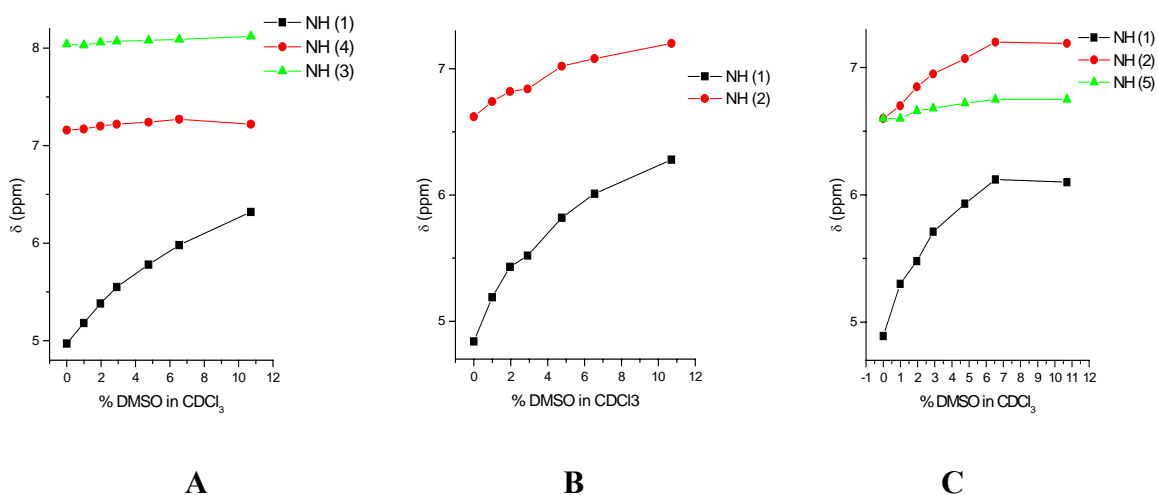 NH (1)
NH (4)
NH (3)
8
7
6
5
δ (ppm)
0 2 4 6 8 10 12
% DMSO in CDCl₃
A
NH (1)
NH (2)
7
6
5
δ (ppm)
0 2 4 6 8 10 12
% DMSO in CDCl3
B
NH (1)
NH (2)
NH (5)
7
6
5
δ (ppm)
-1 0 1 2 3 4 5 6 7 8 9 10 11 12
% DMSO in CDCl₃
C